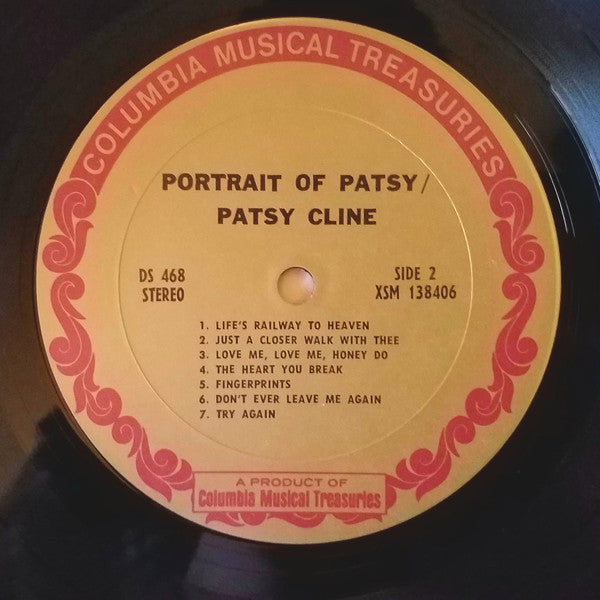 COLUMBIA MUSICAL TREASURIES
PORTRAIT OF PATSY/
PATSY CLINE
DS 468
STEREO
SIDE 2
XSM 138406
1. LIFE'S RAILWAY TO HEAVEN
2. JUST A CLOSER WALK WITH THEE
3. LOVE ME, LOVE ME, HONEY DO
4. THE HEART YOU BREAK
5. FINGERPRINTS
6. DON'T EVER LEAVE ME AGAIN
7. TRY AGAIN
A PRODUCT OF
Columbia Musical Treasuries